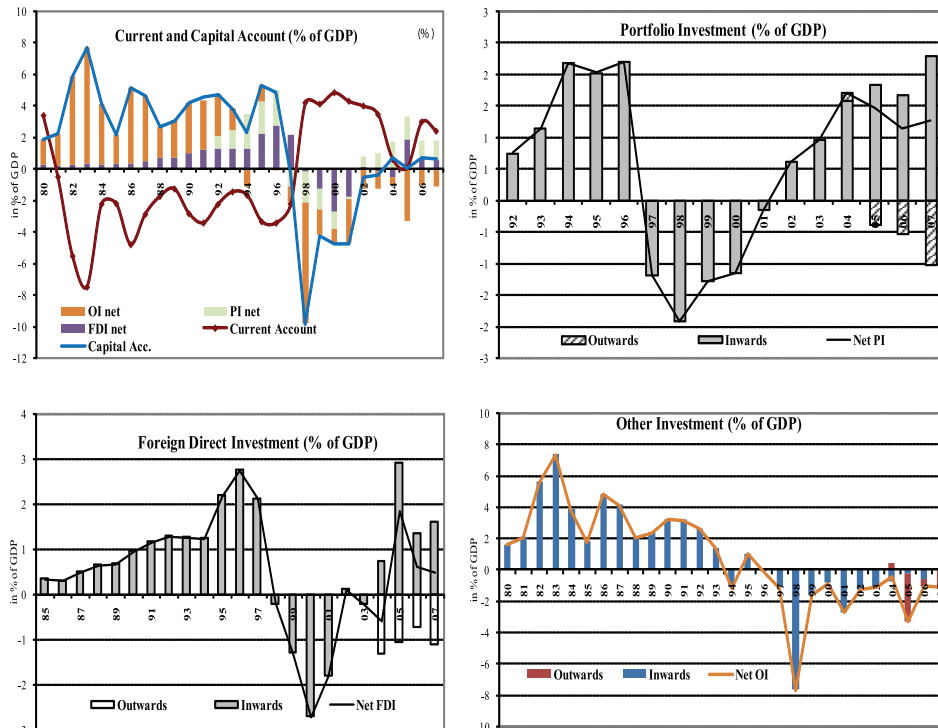 Current and Capital Account (% of GDP)
(%)
10
8
6
4
2
0
-2
-4
-6
-8
-10
-12
in % of GDP
80 82 84 86 88 90 92 94 96 98 00 02 04 06
OI net
PI net
FDI net
Current Account
Capital Acc.
Portfolio Investment (% of GDP)
3
3
2
2
1
1
0
-1
-1
-2
-2
-3
in % of GDP
92 93 94 95 96 97 98 99 00 01 02 03 04 05 06 07
Outwards
Inwards
Net PI
Foreign Direct Investment (% of GDP)
4
3
2
1
0
-1
-2
in % of GDP
85 87 89 91 93 95 97 99 01 03 05 07
Outwards
Inwards
Net FDI
Other Investment (% of GDP)
10
8
6
4
2
0
-2
-4
-6
-8
-10
in % of GDP
80 81 82 83 84 85 86 87 88 89 90 91 92 93 94 95 96 97 98 99 00 01 02 03 04 05 06
Outwards
Inwards
Net OI